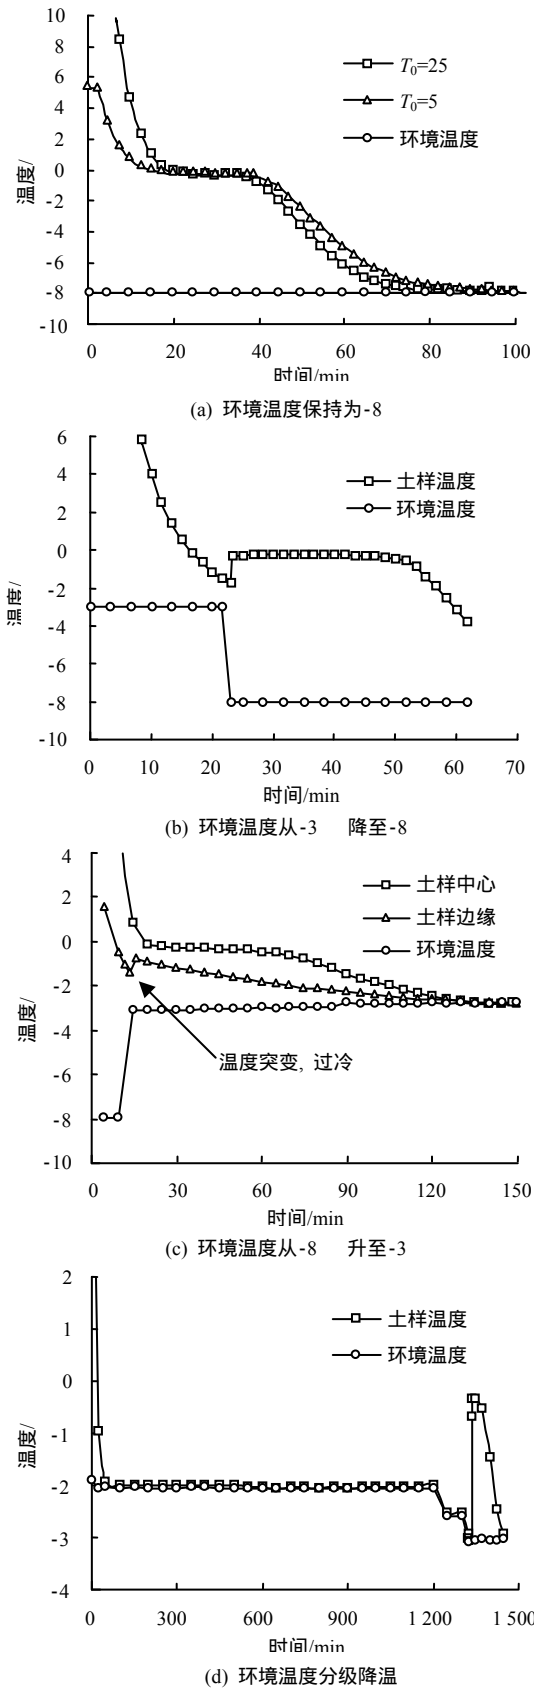 10
8
6
4
2
0
-2
-4
-6
-8
-10
温度/
T0=25
T0=5
环境温度
0 20 40 60 80 100
时间/min
(a) 环境温度保持为-8
6
4
2
0
-2
-4
-6
-8
-10
温度/
土样温度
环境温度
0 10 20 30 40 50 60 70
时间/min
(b) 环境温度从-3 降至-8
4
2
0
-2
-4
-6
-8
-10
温度/
土样中心
土样边缘
环境温度
温度突变, 过冷
0 30 60 90 120 150
时间/min
(c) 环境温度从-8 升至-3
2
1
0
-1
-2
-3
-4
温度/
土样温度
环境温度
0 300 600 900 1 200 1 500
时间/min
(d) 环境温度分级降温